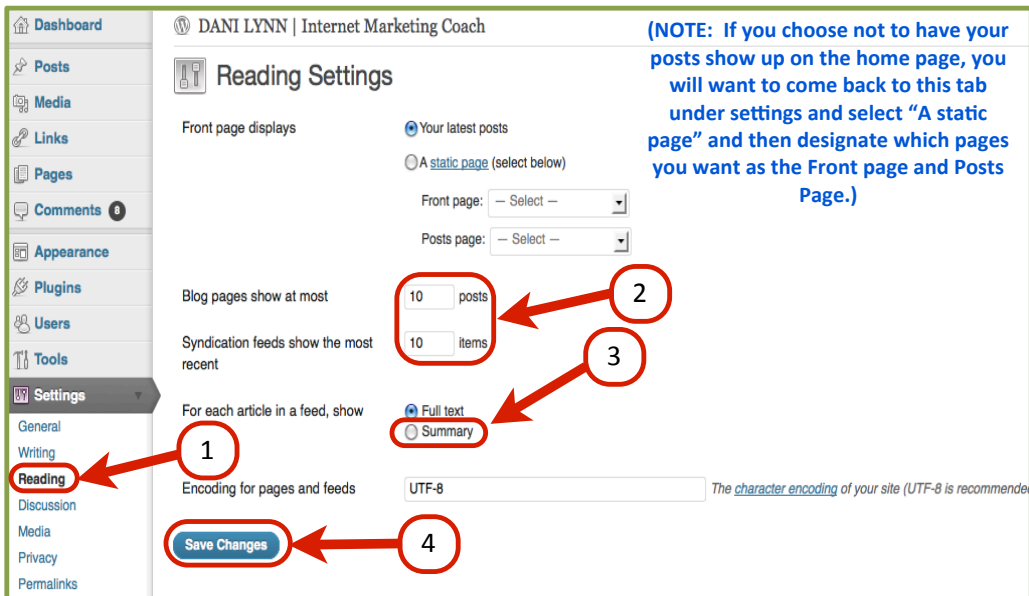 Dashboard
Posts
Media
Links
Pages
Comments 8
Appearance
Plugins
Users
Tools
Settings
General
Writing
Reading
Discussion
Media
Privacy
Permalinks
DANI LYNN | Internet Marketing Coach
Reading Settings
(NOTE: If you choose not to have your
posts show up on the home page, you
will want to come back to this tab
under settings and select “A static
page” and then designate which pages
you want as the Front page and Posts
Page.)
Front page displays
Your latest posts
A static page (select below)
Front page: — Select —
Posts page: — Select —
Blog pages show at most
10 posts
2
Syndication feeds show the most
recent
10 items
3
For each article in a feed, show
Full text
Summary
1
Encoding for pages and feeds
UTF-8
The character encoding of your site (UTF-8 is recommended
Save Changes
4